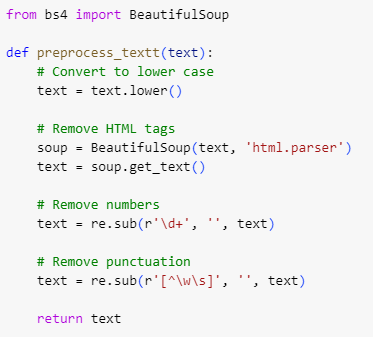 from bs4 import BeautifulSoup
def preprocess_textt(text):
# Convert to lower case
text = text.lower()
# Remove HTML tags
soup = BeautifulSoup(text, 'html.parser')
text = soup.get_text()
# Remove numbers
text = re.sub(r'\d+', '', text)
# Remove punctuation
text = re.sub(r'[^\w\s]', '', text)
return text